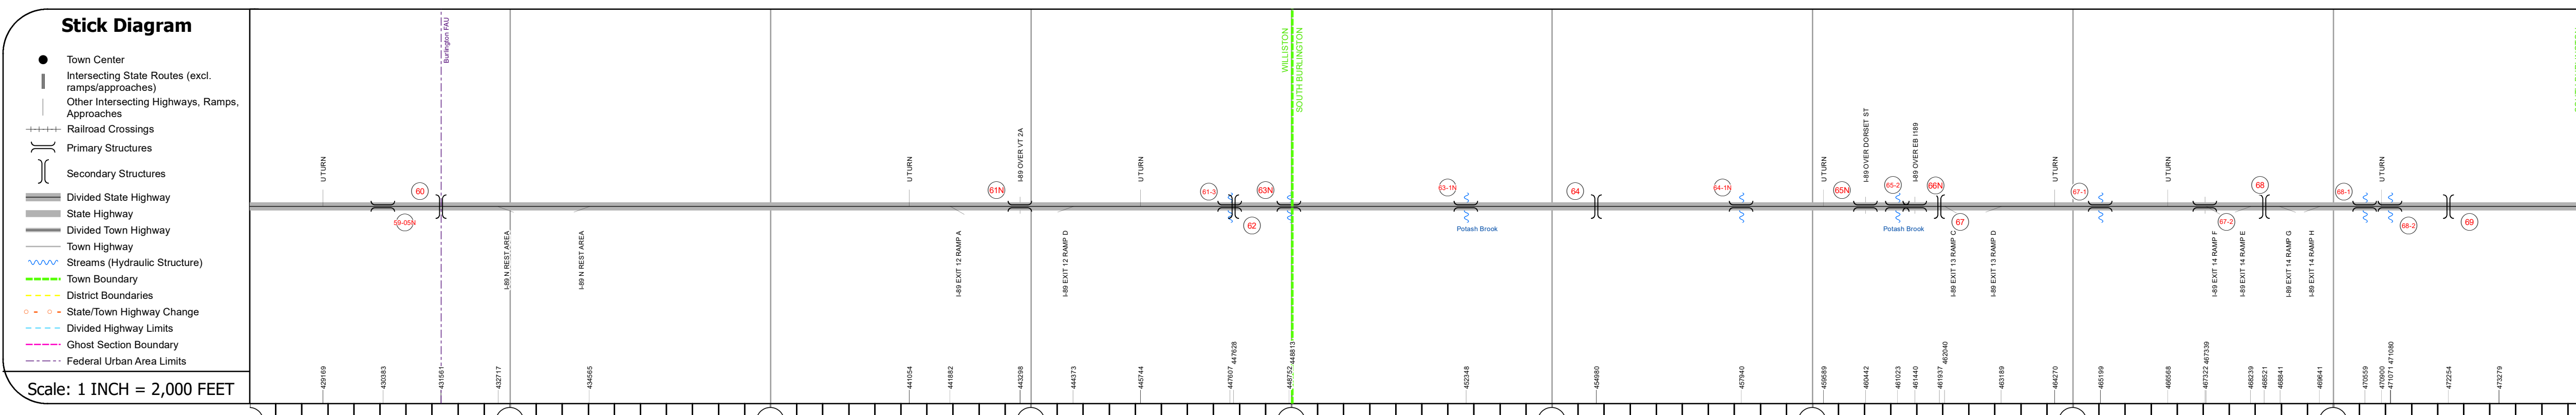 Stick Diagram
Town Center
Intersecting State Routes (excl.
ramps/approaches)
Other Intersecting Highways, Ramps,
Approaches
Railroad Crossings
Primary Structures
Secondary Structures
Divided State Highway
State Highway
Divided Town Highway
Town Highway
Streams (Hydraulic Structure)
Town Boundary
District Boundaries
State/Town Highway Change
Divided Highway Limits
Ghost Section Boundary
Federal Urban Area Limits
Scale: 1 INCH = 2,000 FEET
Burlington FAU
WILLISTON
SOUTH BURLINGTON
U TURN
U TURN
I-89 OVER VT 2A
U TURN
U TURN
I-89 OVER DORSET ST
I-89 OVER EB I189
U TURN
U TURN
U TURN
60
59-05N
61N
61-3
62
63N
63-1N
64
64-1N
65N
65-2
66N
67
67-1
67-2
68
68-1
68-2
69
Potash Brook
Potash Brook
I-89 N REST AREA
I-89 N REST AREA
I-89 EXIT 12 RAMP A
I-89 EXIT 12 RAMP D
I-89 EXIT 13 RAMP C
I-89 EXIT 13 RAMP D
I-89 EXIT 14 RAMP F
I-89 EXIT 14 RAMP E
I-89 EXIT 14 RAMP G
I-89 EXIT 14 RAMP H
429169
430383
431561
432717
434565
441054
441882
443298
444373
445744
447607
447628
448752
448813
452348
454980
457940
459589
460442
461023
461440
461937
462040
463189
464270
465199
466568
467322
467339
468239
468521
468841
469641
470559
470900
471071
471080
472254
473279